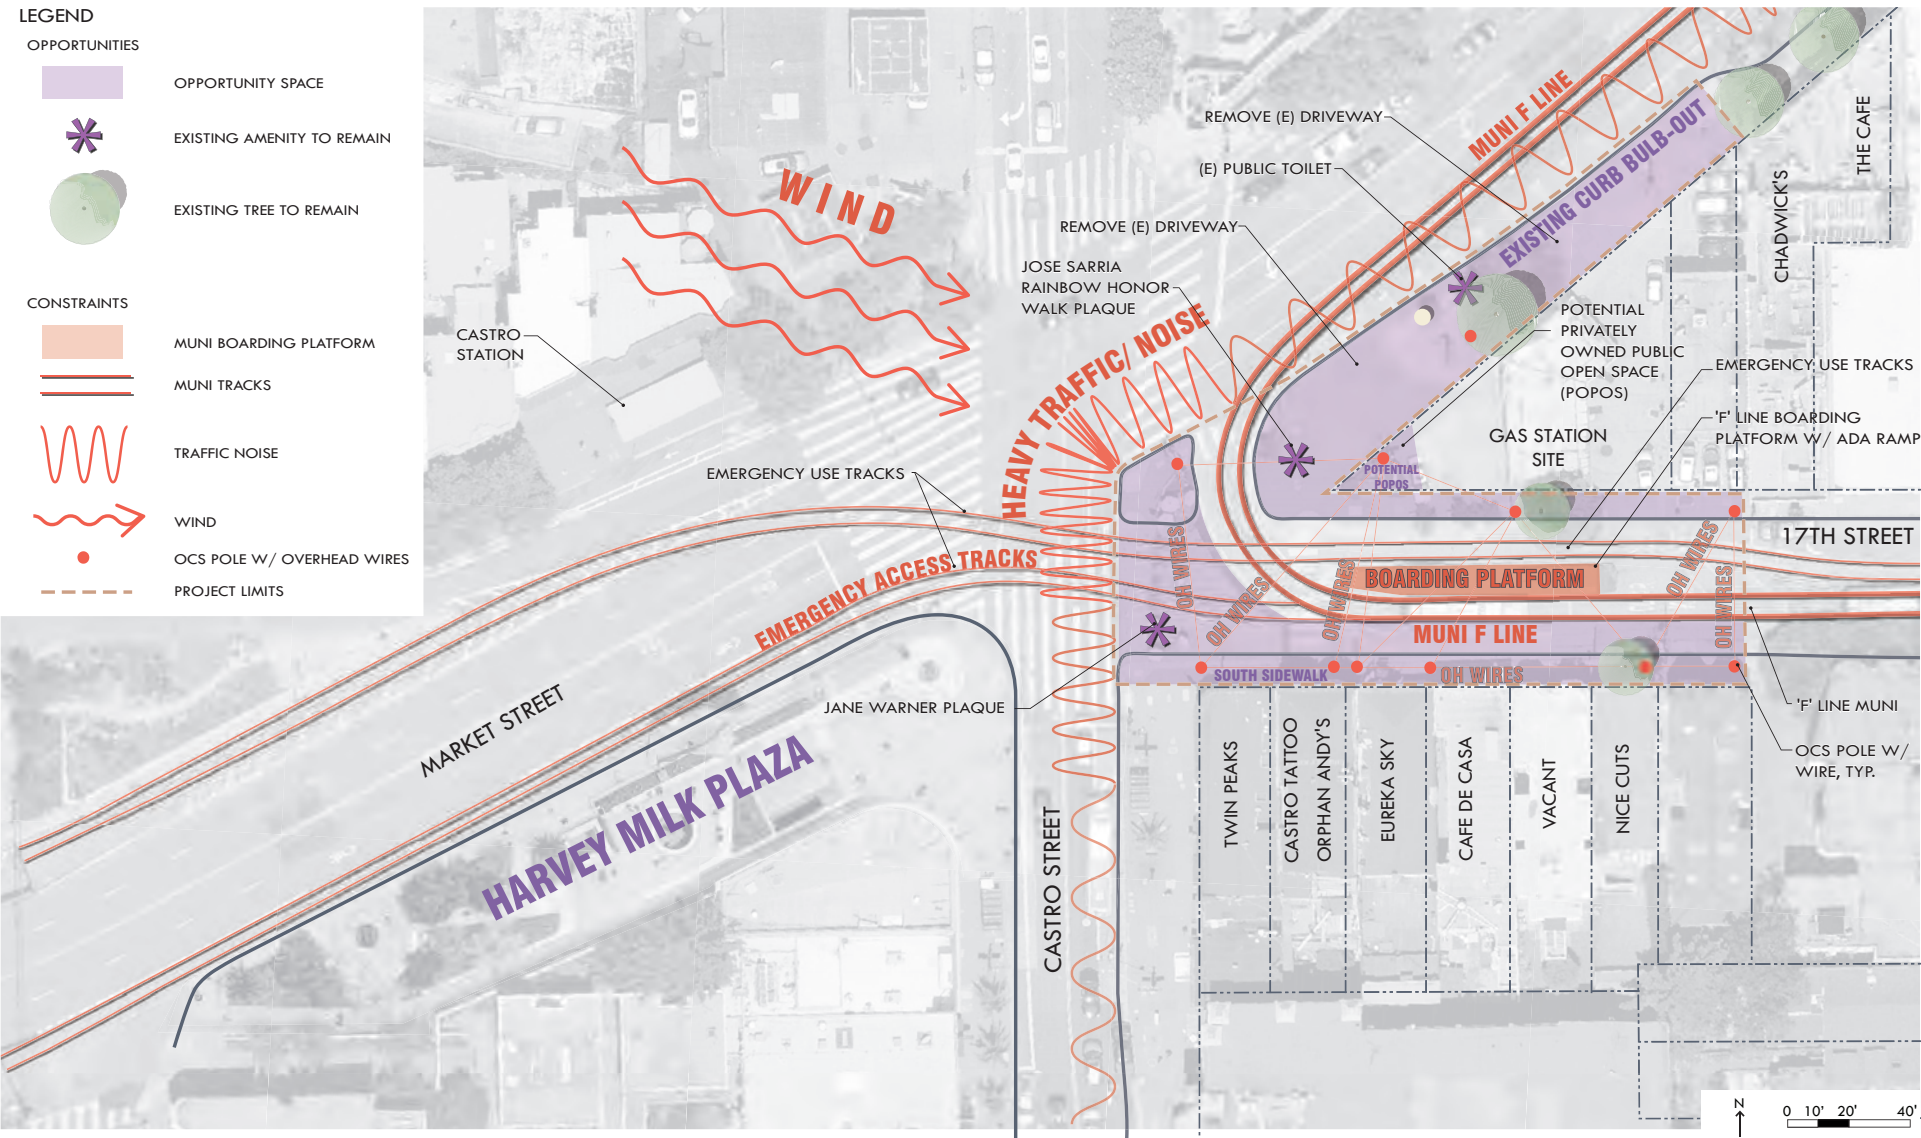 LEGEND
OPPORTUNITIES
OPPORTUNITY SPACE
EXISTING AMENITY TO REMAIN
EXISTING TREE TO REMAIN
CONSTRAINTS
MUNI BOARDING PLATFORM
MUNI TRACKS
TRAFFIC NOISE
WIND
OCS POLE W/ OVERHEAD WIRES
PROJECT LIMITS
WIND
CASTRO
STATION
REMOVE (E) DRIVEWAY
(E) PUBLIC TOILET
REMOVE (E) DRIVEWAY
JOSE SARRIA
RAINBOW HONOR
WALK PLAQUE
MUNI F LINE
EXISTING CURB BULB-OUT
THE CAFE
CHADWICK'S
HEAVY TRAFFIC/ NOISE
POTENTIAL
PRIVATELY
OWNED PUBLIC
OPEN SPACE
(POPOS)
EMERGENCY USE TRACKS
'F' LINE BOARDING
PLATFORM W/ ADA RAMP
GAS STATION
SITE
POTENTIAL
POPOS
EMERGENCY USE TRACKS
17TH STREET
EMERGENCY ACCESS TRACKS
OH WIRES
OH WIRES
OH WIRES
OH WIRES
OH WIRES
BOARDING PLATFORM
MUNI F LINE
SOUTH SIDEWALK
OH WIRES
JANE WARNER PLAQUE
'F' LINE MUNI
OCS POLE W/
WIRE, TYP.
MARKET STREET
HARVEY MILK PLAZA
CASTRO STREET
TWIN PEAKS
CASTRO TATTOO
ORPHAN ANDY'S
EUREKA SKY
CAFE DE CASA
VACANT
NICE CUTS
N
0 10' 20' 40'